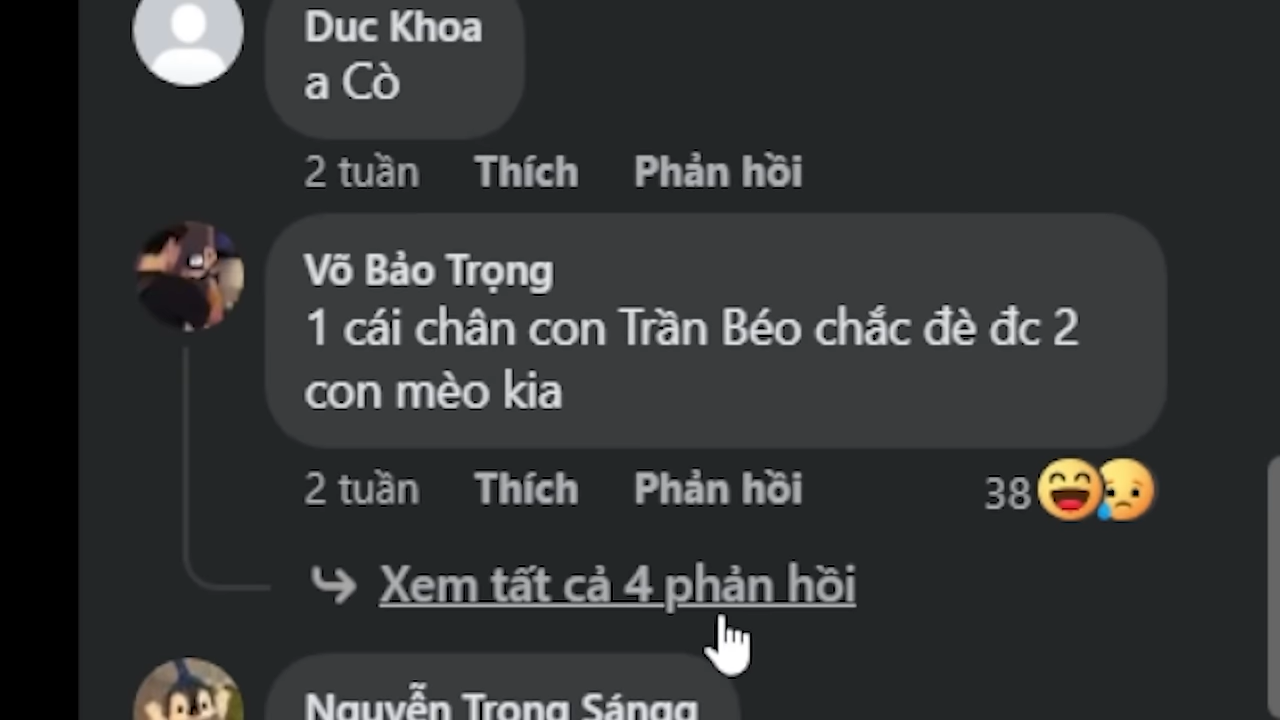 Duc Khoa
a Cò
2 tuần Thích Phản hồi
Võ Bảo Trọng
1 cái chân con Trần Béo chắc đè đc 2
con mèo kia
2 tuần Thích Phản hồi 38
Xem tất cả 4 phản hồi
Nguyễn Trọng Sángg